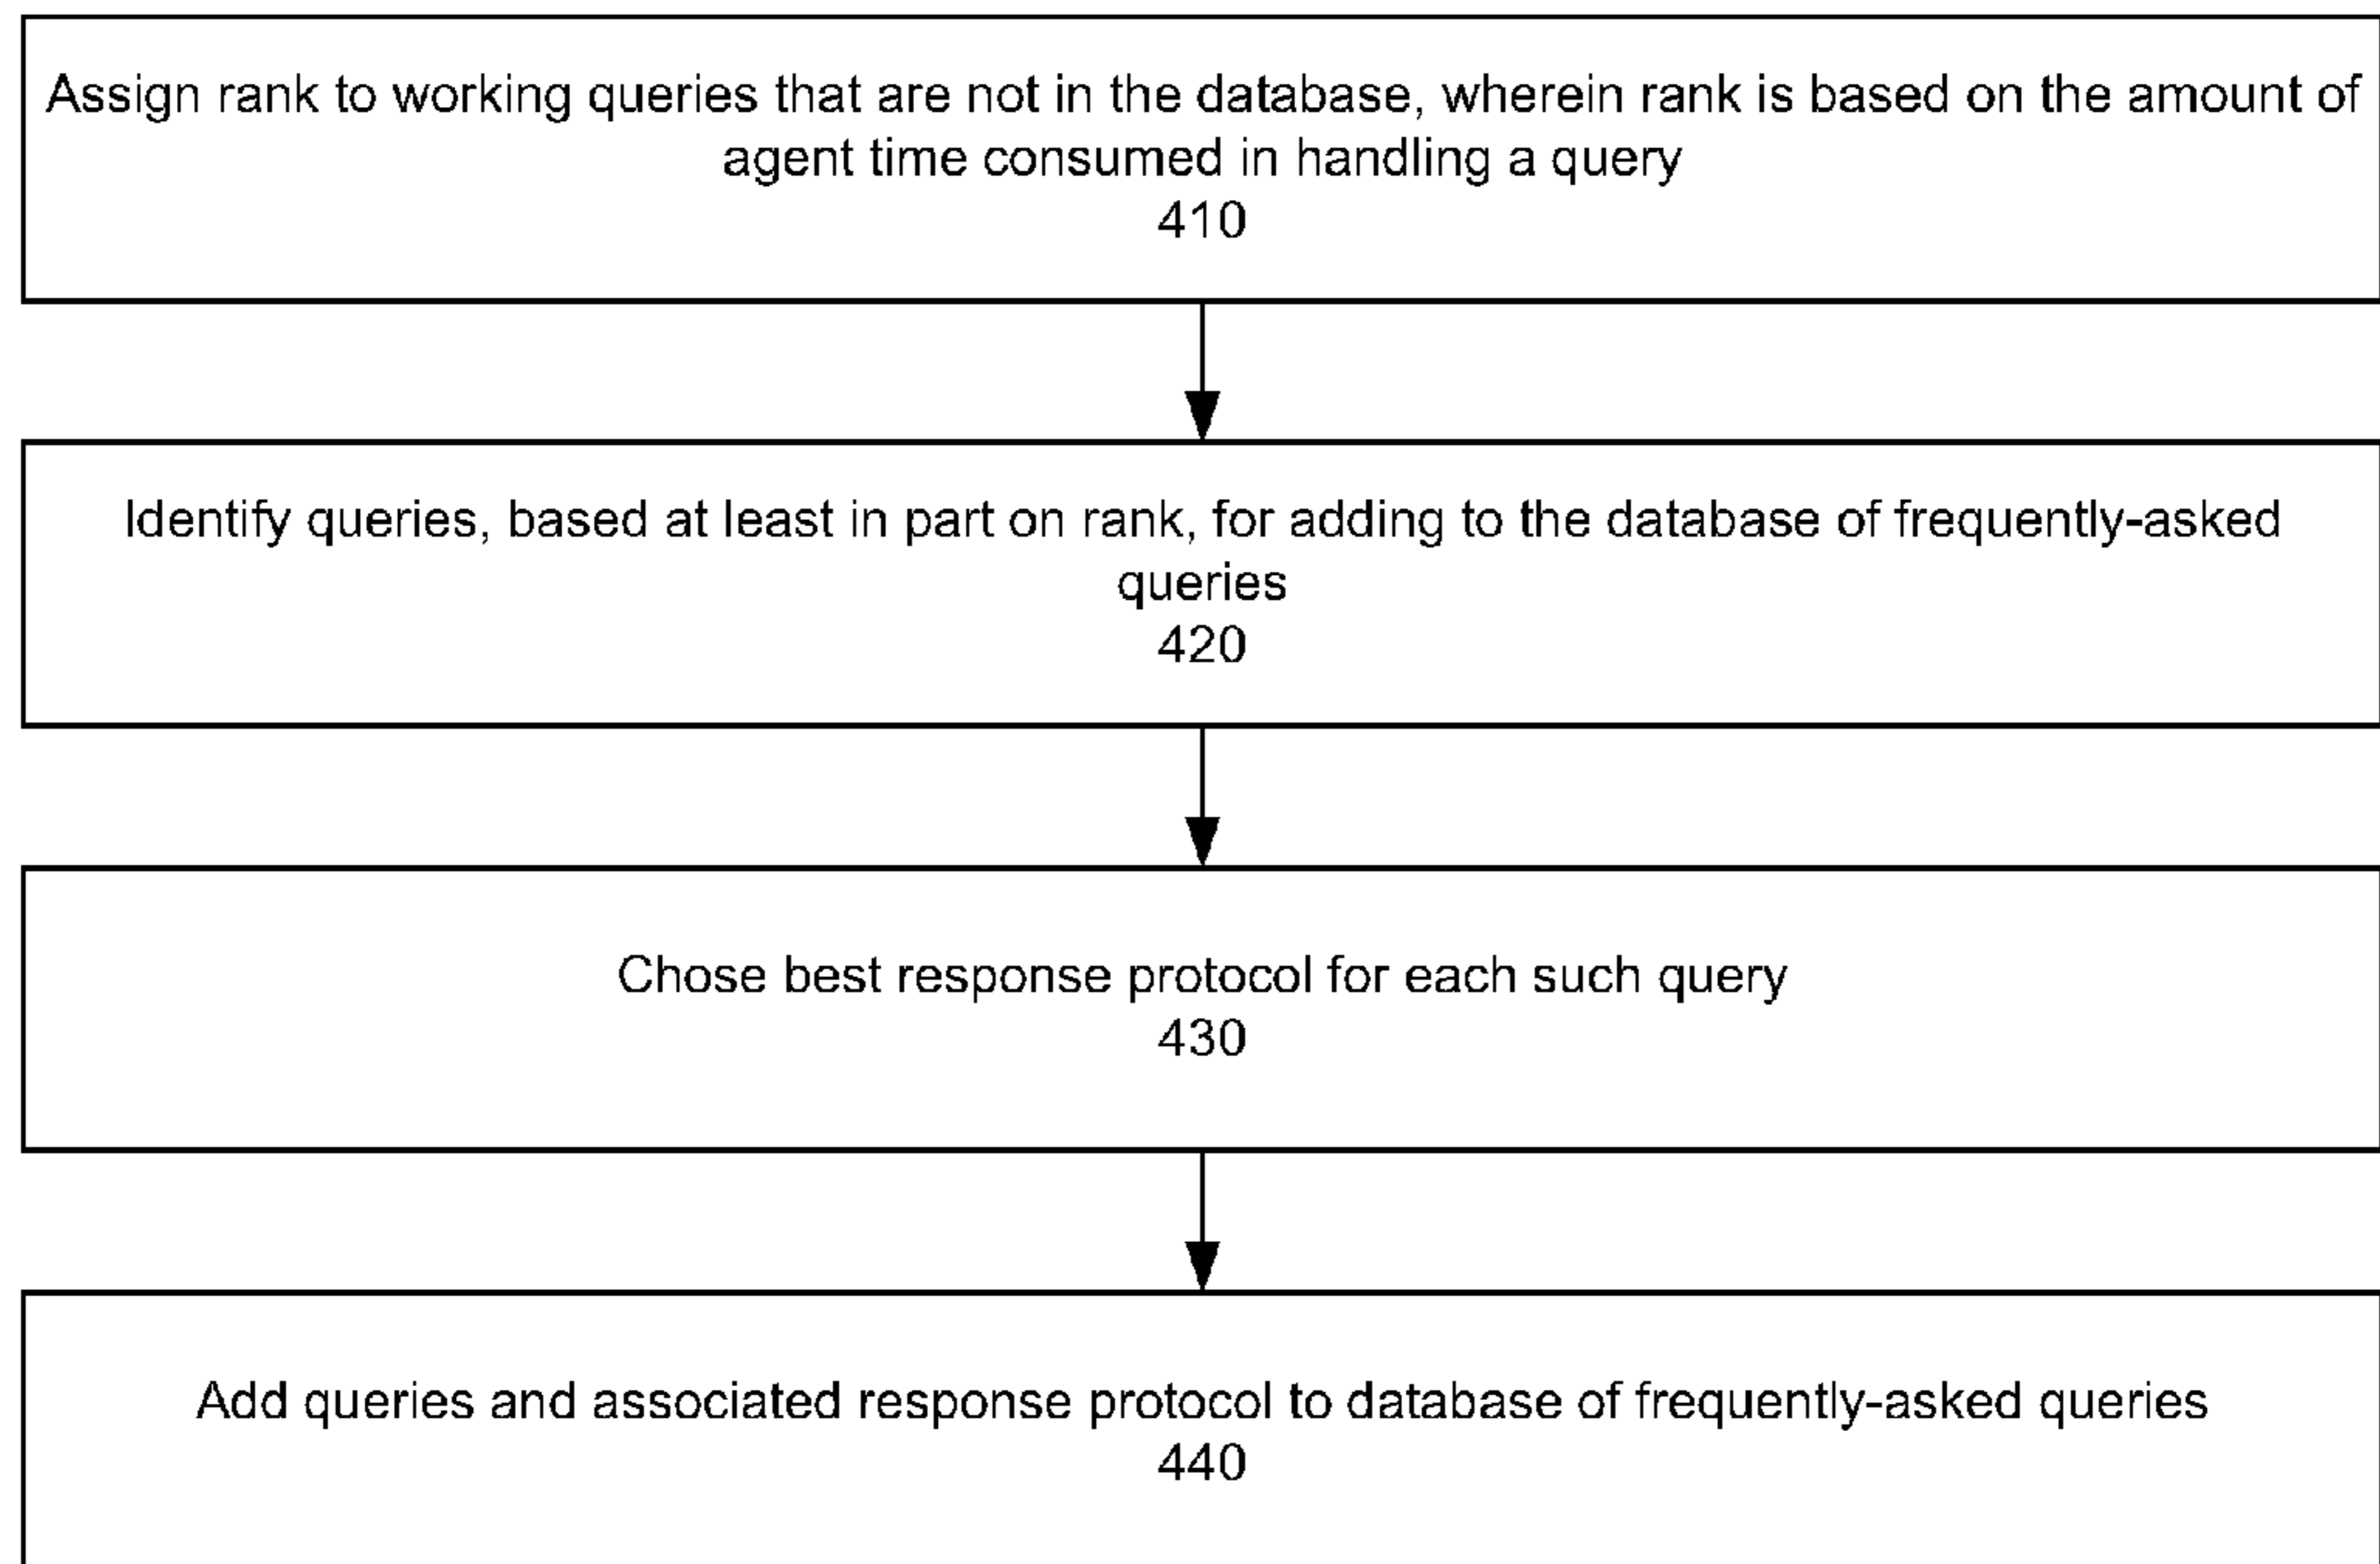 Assign rank to working queries that are not in the database, wherein rank is based on the amount of
agent time consumed in handling a query
410
Identify queries, based at least in part on rank, for adding to the database of frequently-asked
queries
420
Chose best response protocol for each such query
430
Add queries and associated response protocol to database of frequently-asked queries
440